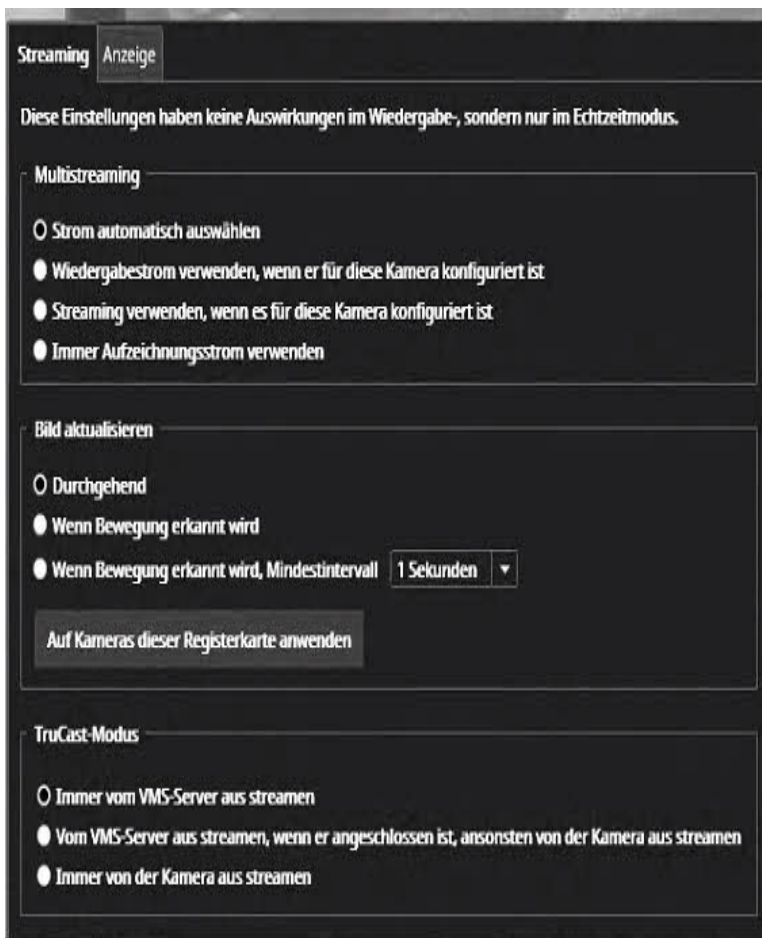 Streaming Anzeige
Diese Einstellungen haben keine Auswirkungen im Wiedergabe-, sondern nur im Echtzeitmodus.
Multistreaming
Strom automatisch auswählen
Wiedergabestrom verwenden, wenn er für diese Kamera konfiguriert ist
Streaming verwenden, wenn es für diese Kamera konfiguriert ist
Immer Aufzeichnungsstrom verwenden
Bild aktualisieren
Durchgehend
Wenn Bewegung erkannt wird
Wenn Bewegung erkannt wird, Mindestintervall 1 Sekunden
Auf Kameras dieser Registerkarte anwenden
TruCast-Modus
Immer vom VMS-Server aus streamen
Vom VMS-Server aus streamen, wenn er angeschlossen ist, ansonsten von der Kamera aus streamen
Immer von der Kamera aus streamen